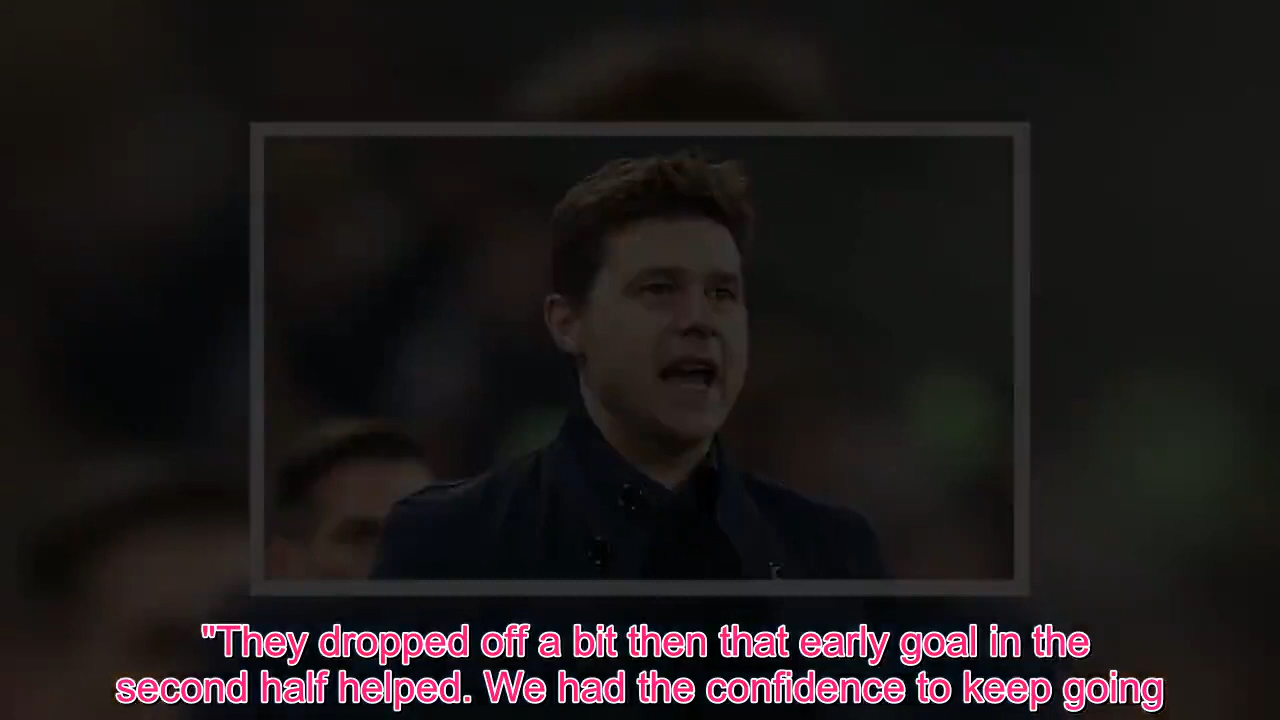 "They dropped off a bit then that early goal in the
second half helped. We had the confidence to keep going